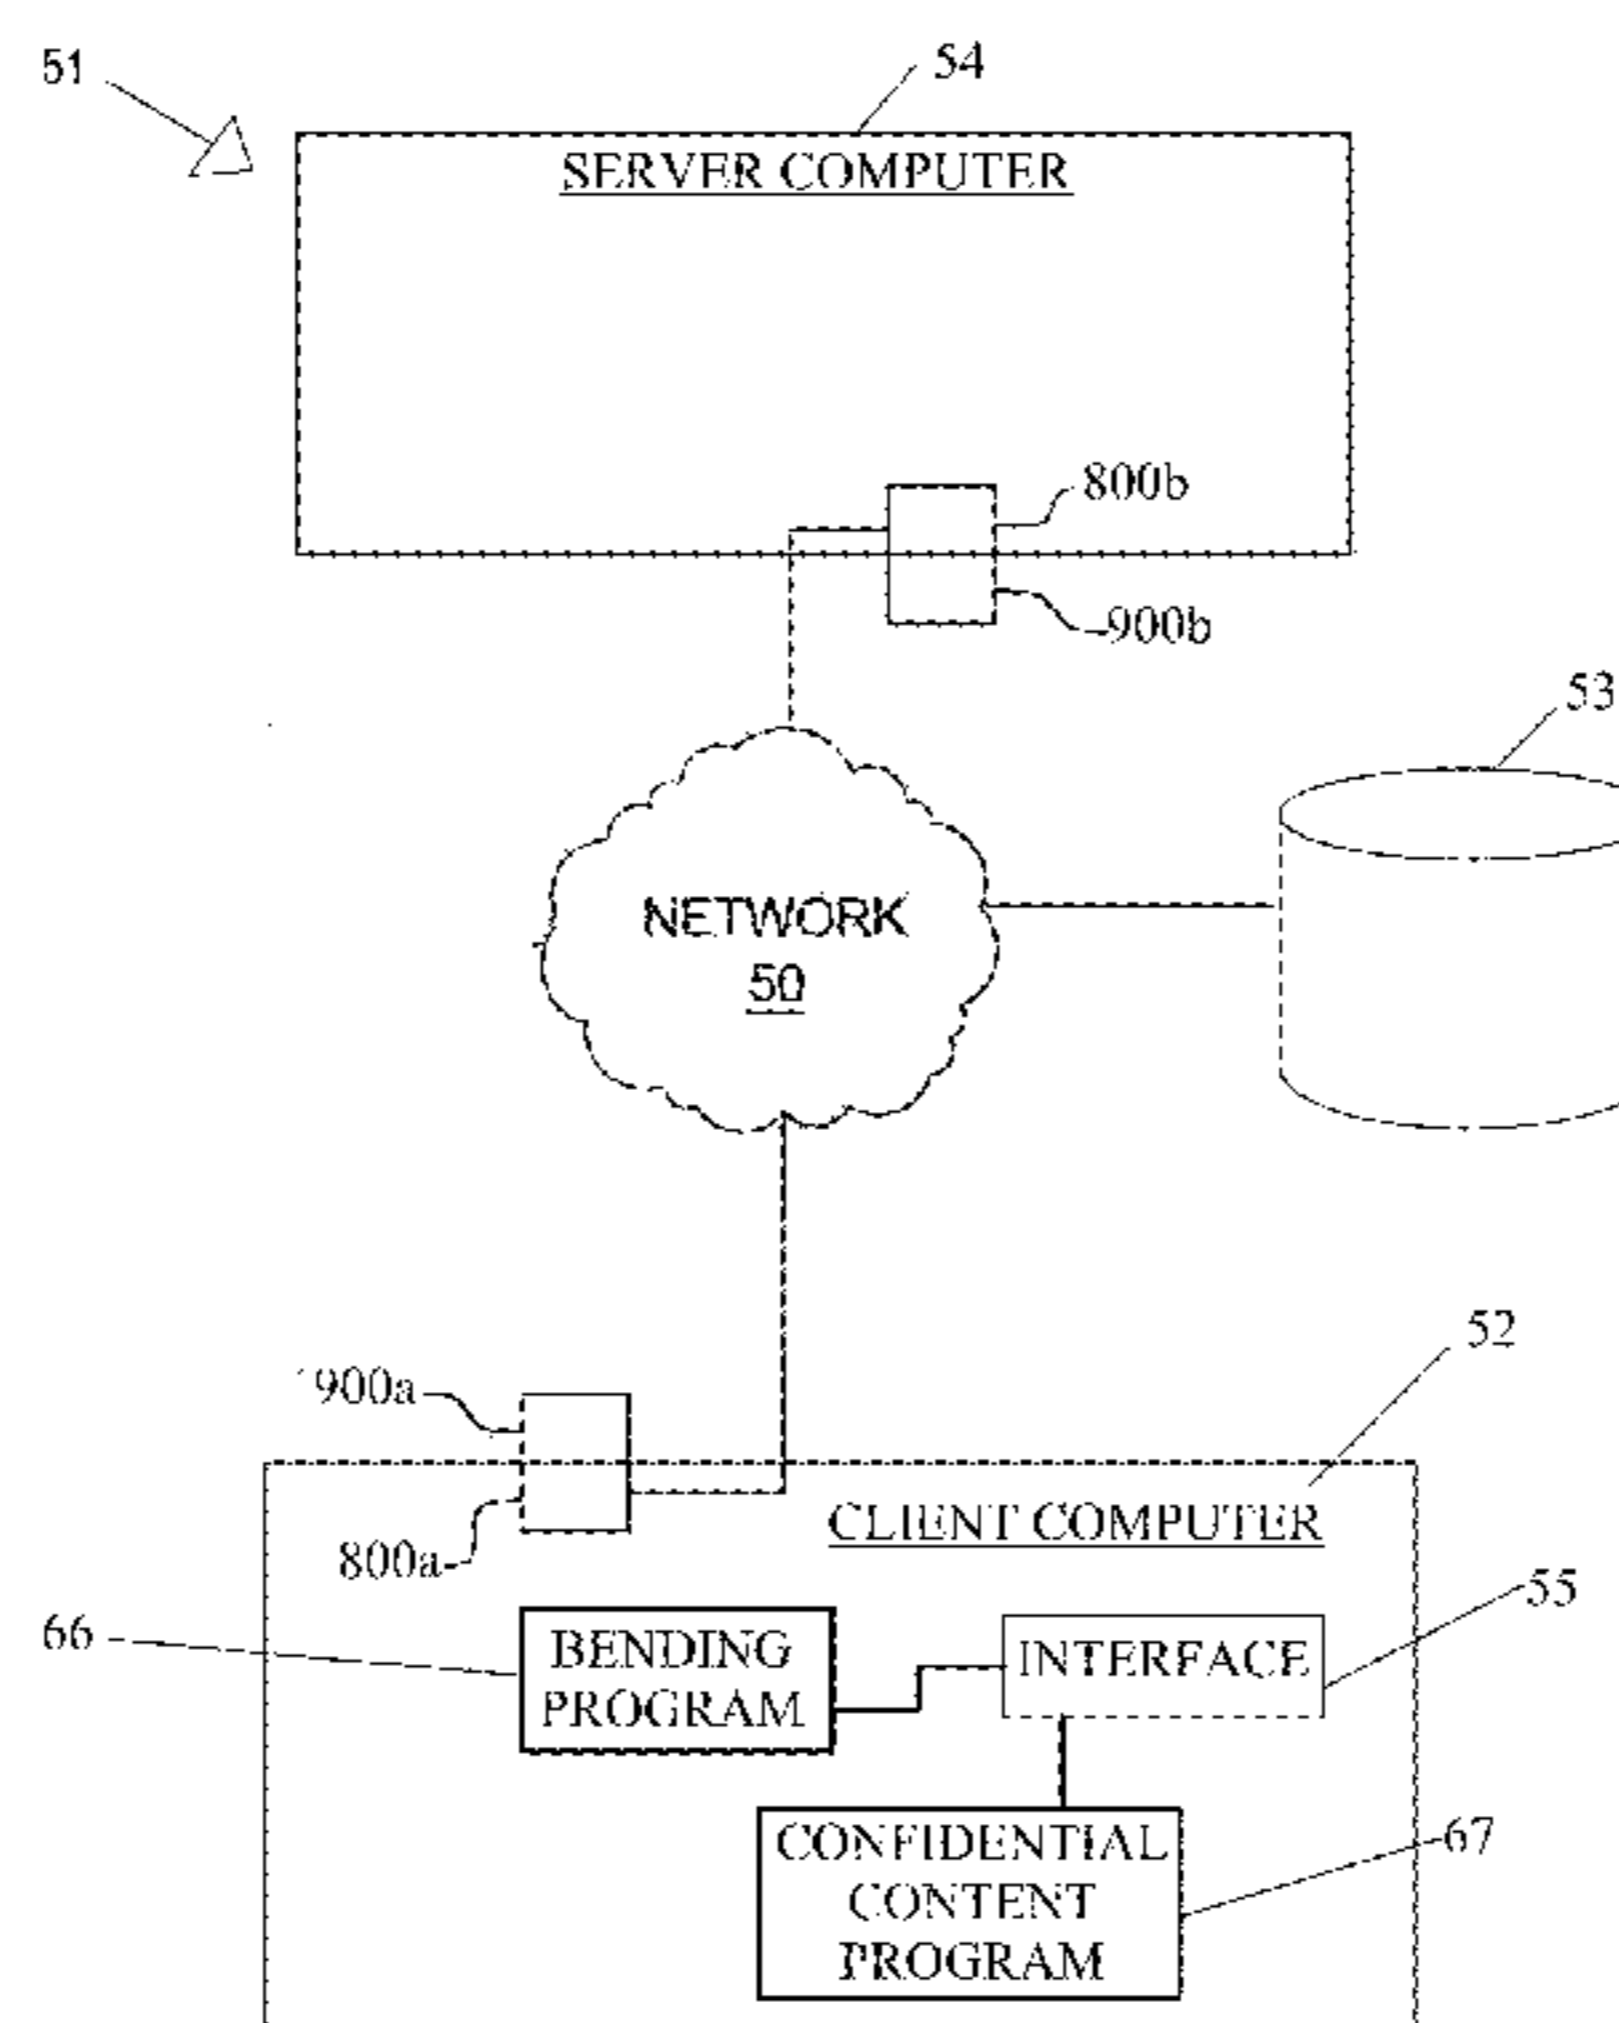 51
54
SERVER COMPUTER
800b
900b
53
NETWORK
50
52
900a
CLIENT COMPUTER
800a
55
66
BENDING
PROGRAM
INTERFACE
67
CONFIDENTIAL
CONTENT
PROGRAM